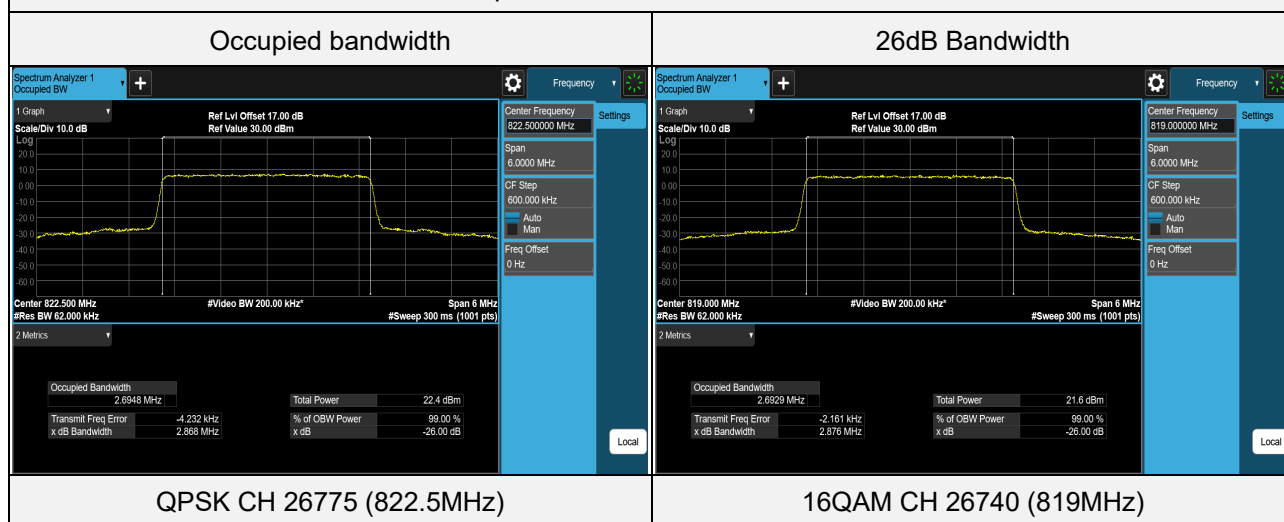 Occupied bandwidth
26dB Bandwidth
Spectrum Analyzer 1
Occupied BW
+
Frequency
1 Graph
Scale/Div 10.0 dB
Ref Lvl Offset 17.00 dB
Ref Value 30.00 dBm
Log
20.0
10.0
0.00
-10.0
-20.0
-30.0
-40.0
-50.0
-60.0
Center 822.500 MHz
#Video BW 200.00 kHz*
Span 6 MHz
#Res BW 62.000 kHz
#Sweep 300 ms (1001 pts)
2 Metrics
Occupied Bandwidth
2.6948 MHz
Total Power 22.4 dBm
Transmit Freq Error -4.232 kHz
% of OBW Power 99.00 %
x dB Bandwidth 2.868 MHz
x dB -26.00 dB
Center Frequency
822.500000 MHz
Settings
Span
6.0000 MHz
CF Step
600.000 kHz
Auto
Man
Freq Offset
0 Hz
Local
Spectrum Analyzer 1
Occupied BW
+
Frequency
1 Graph
Scale/Div 10.0 dB
Ref Lvl Offset 17.00 dB
Ref Value 30.00 dBm
Log
20.0
10.0
0.00
-10.0
-20.0
-30.0
-40.0
-50.0
-60.0
Center 819.000 MHz
#Video BW 200.00 kHz*
Span 6 MHz
#Res BW 62.000 kHz
#Sweep 300 ms (1001 pts)
2 Metrics
Occupied Bandwidth
2.6929 MHz
Total Power 21.6 dBm
Transmit Freq Error -2.161 kHz
% of OBW Power 99.00 %
x dB Bandwidth 2.876 MHz
x dB -26.00 dB
Center Frequency
819.000000 MHz
Settings
Span
6.0000 MHz
CF Step
600.000 kHz
Auto
Man
Freq Offset
0 Hz
Local
QPSK CH 26775 (822.5MHz)
16QAM CH 26740 (819MHz)